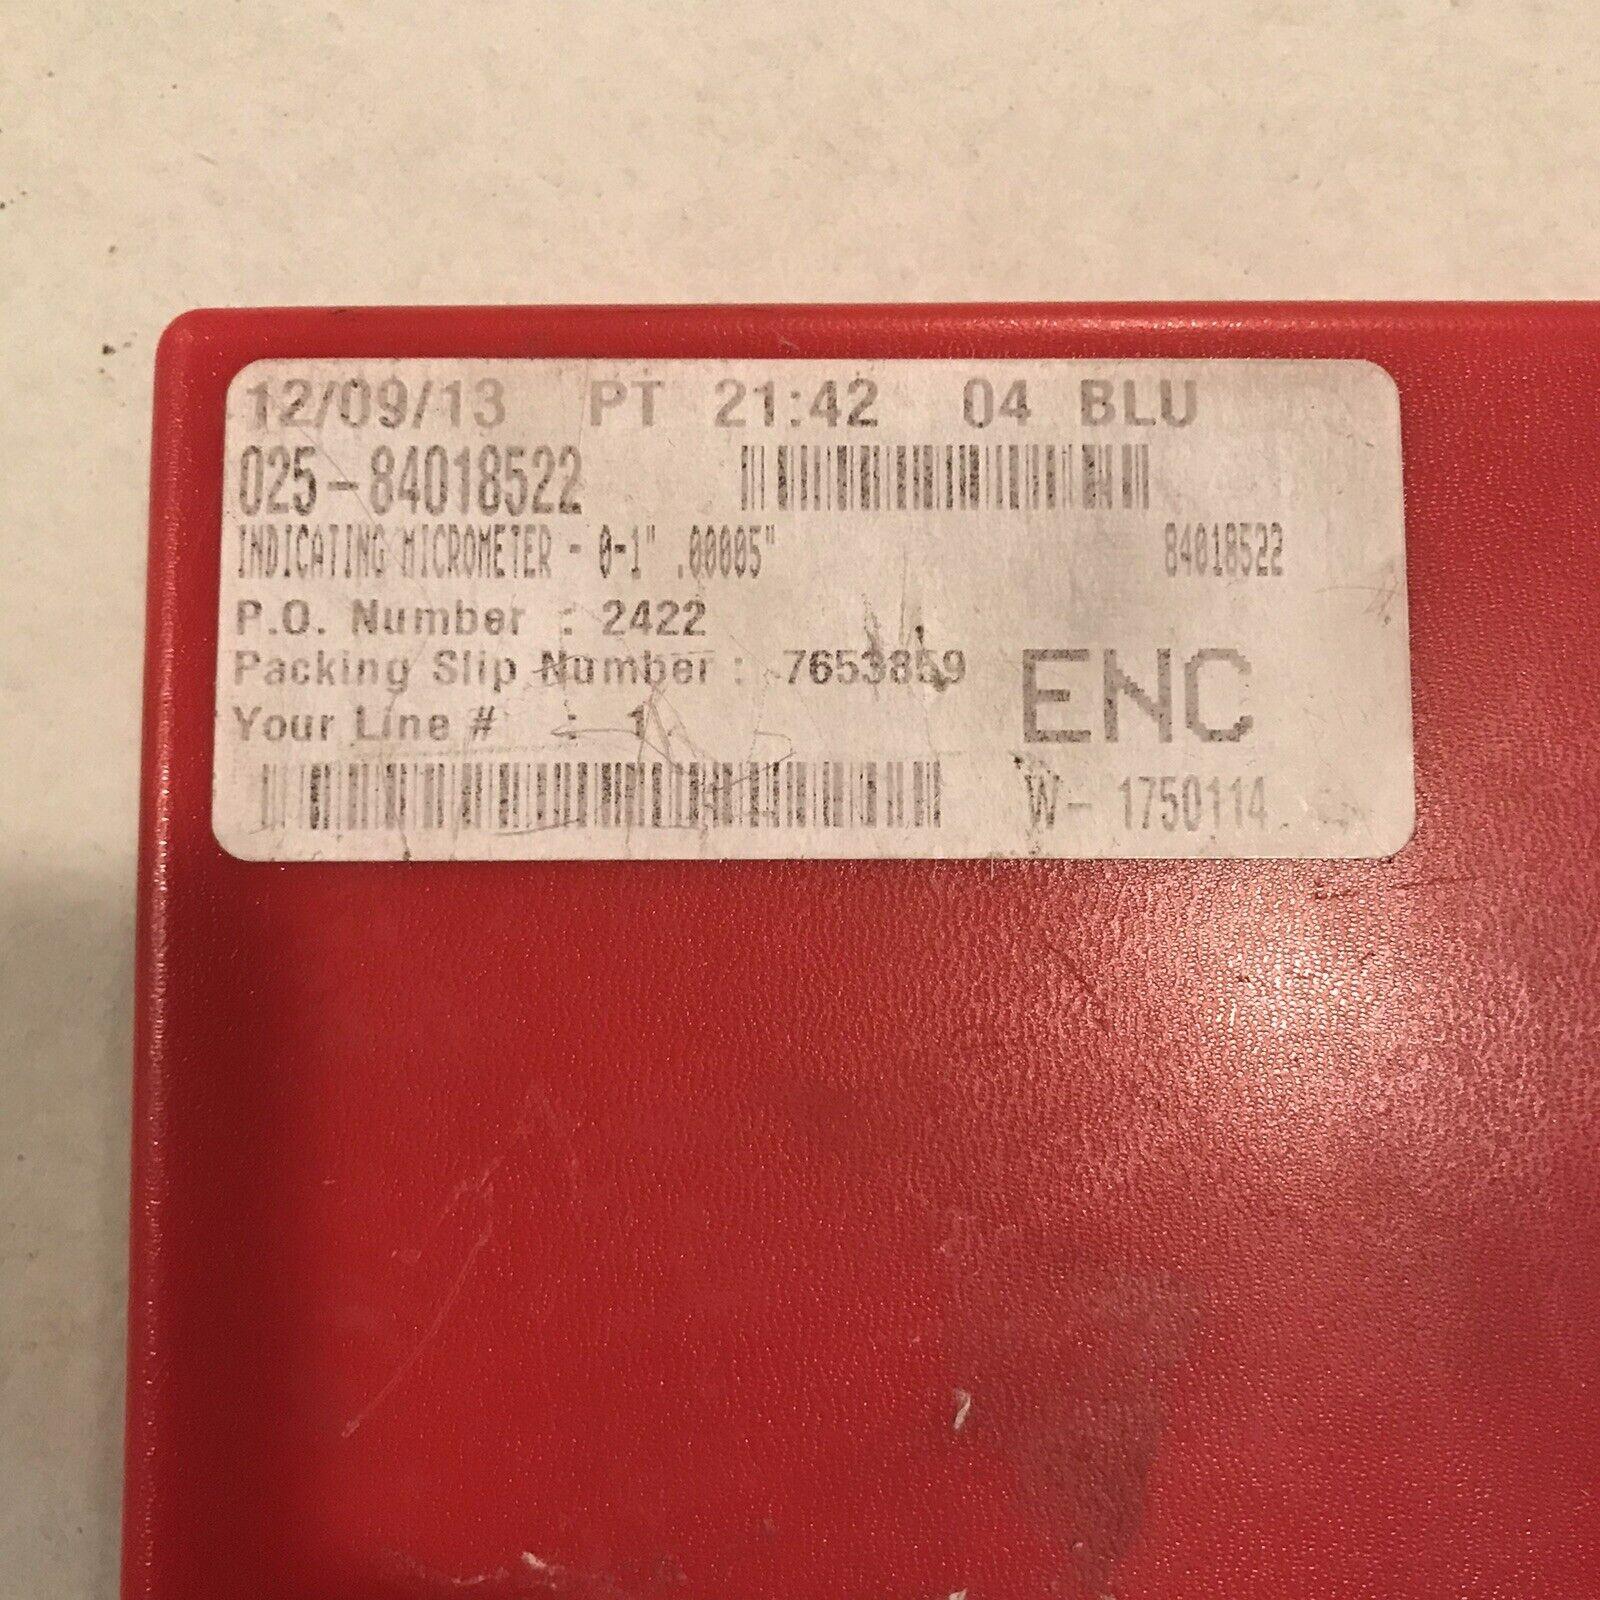 12/09/13 PT 21:42 04 BLU
025-84018522
INDICATING MICROMETER - 0-1" .00005" 84018522
P.O. Number : 2422
Packing Slip Number : 7653859
Your Line # : 1
ENC
W- 1750114